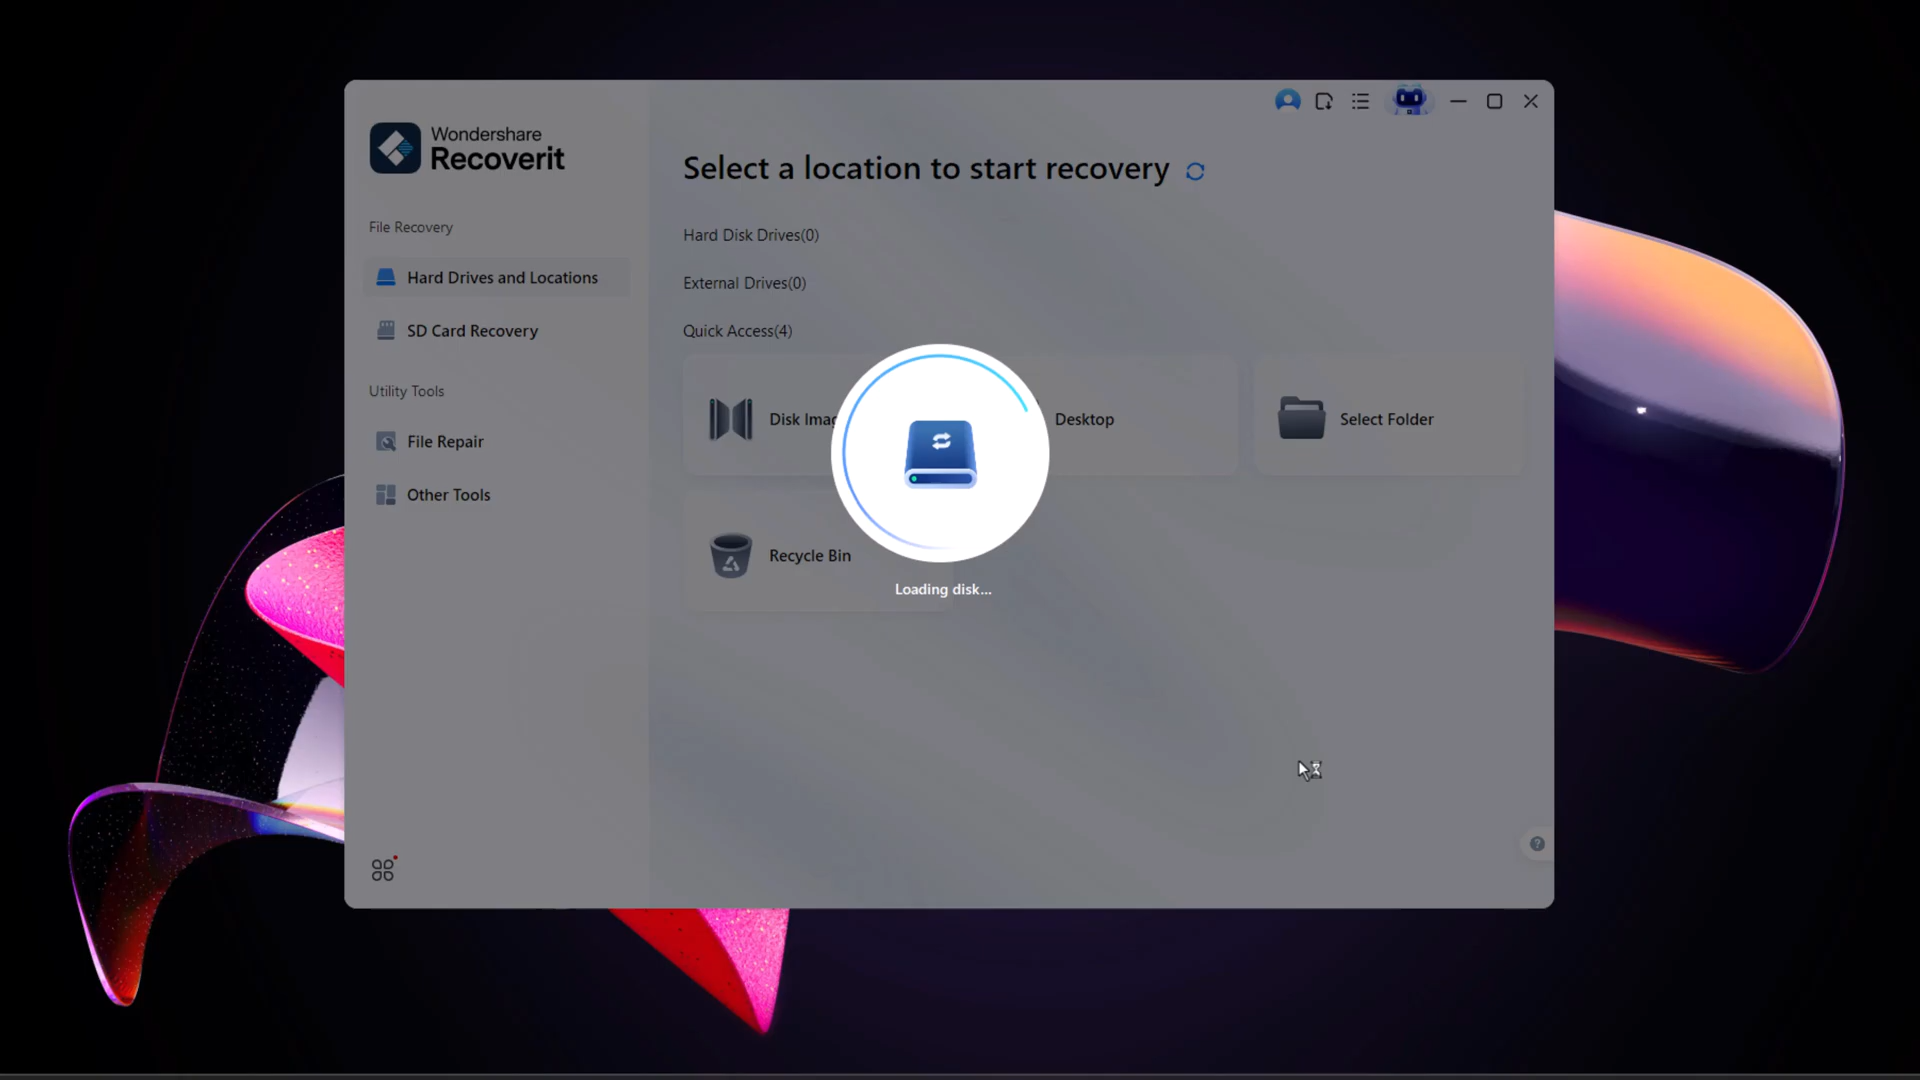 Wondershare
Recoverit
File Recovery
Hard Drives and Locations
SD Card Recovery
Utility Tools
File Repair
Other Tools
Select a location to start recovery
Hard Disk Drives(0)
External Drives(0)
Quick Access(4)
Disk Imag
Desktop
Select Folder
Recycle Bin
Loading disk...